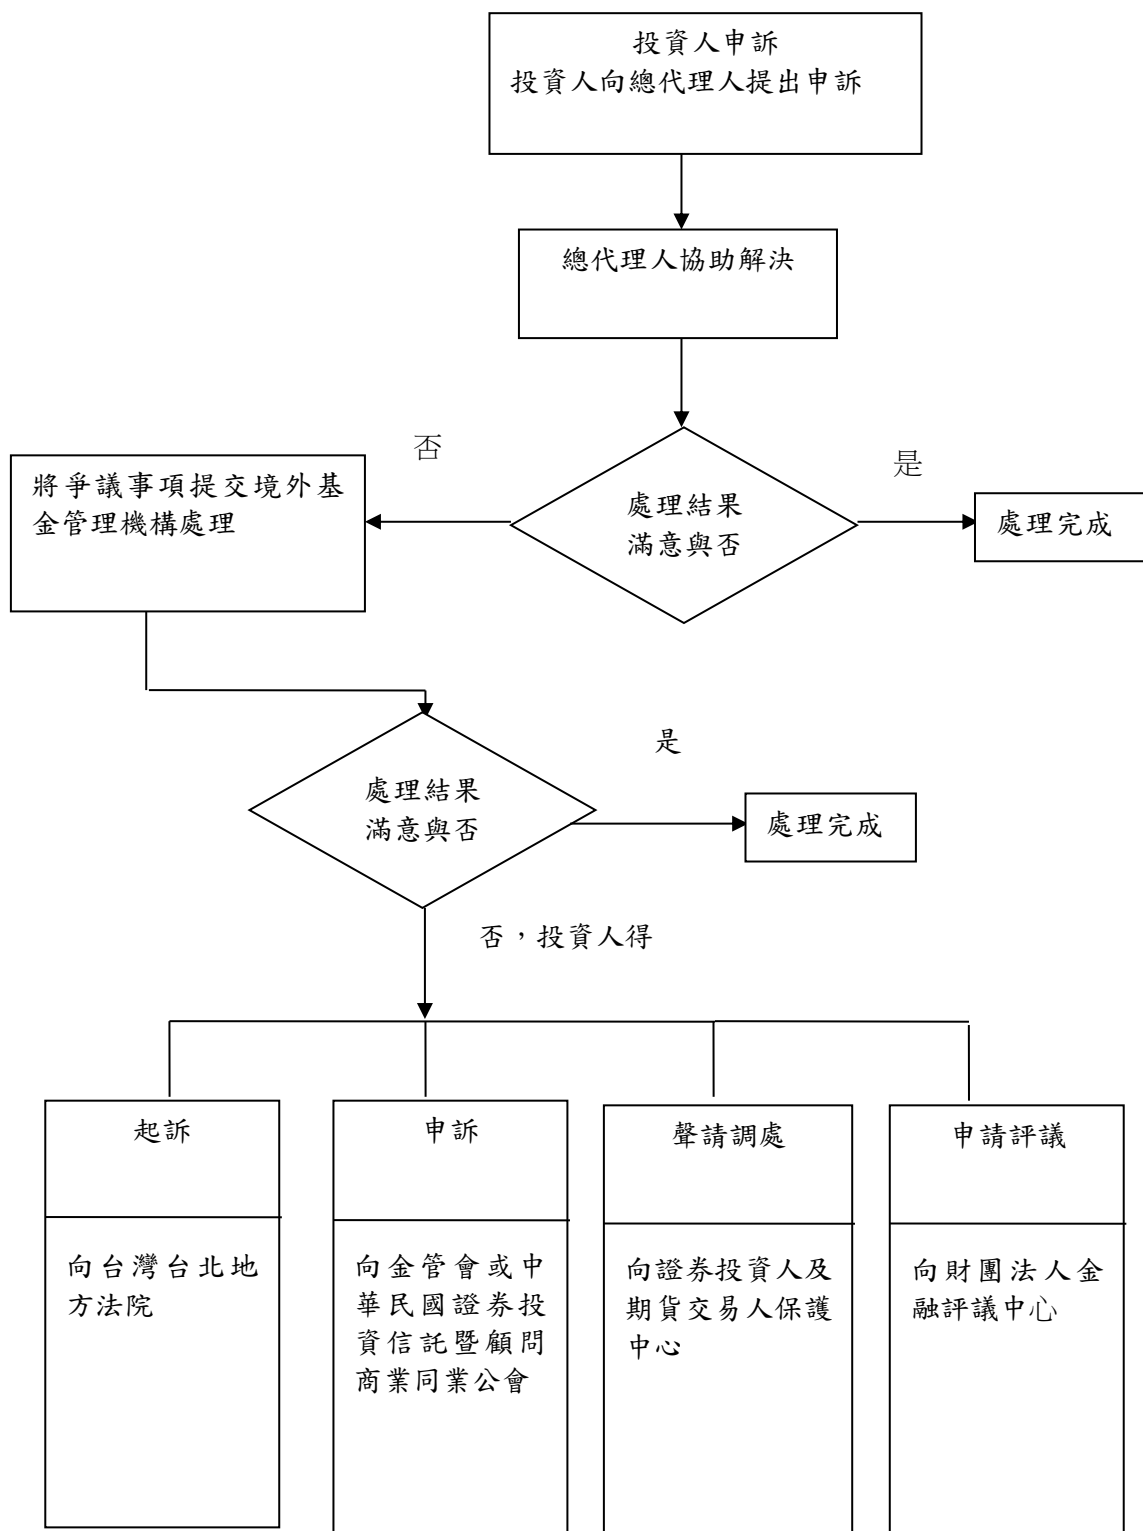 投資人申訴
投資人向總代理人提出申訴
總代理人協助解決
否
是
將爭議事項提交境外基
金管理機構處理
處理結果
滿意與否
處理完成
是
處理結果
滿意與否
處理完成
否，投資人得
起訴
向台灣台北地
方法院
申訴
向金管會或中
華民國證券投
資信託暨顧問
商業同業公會
聲請調處
向證券投資人及
期貨交易人保護
中心
申請評議
向財團法人金
融評議中心